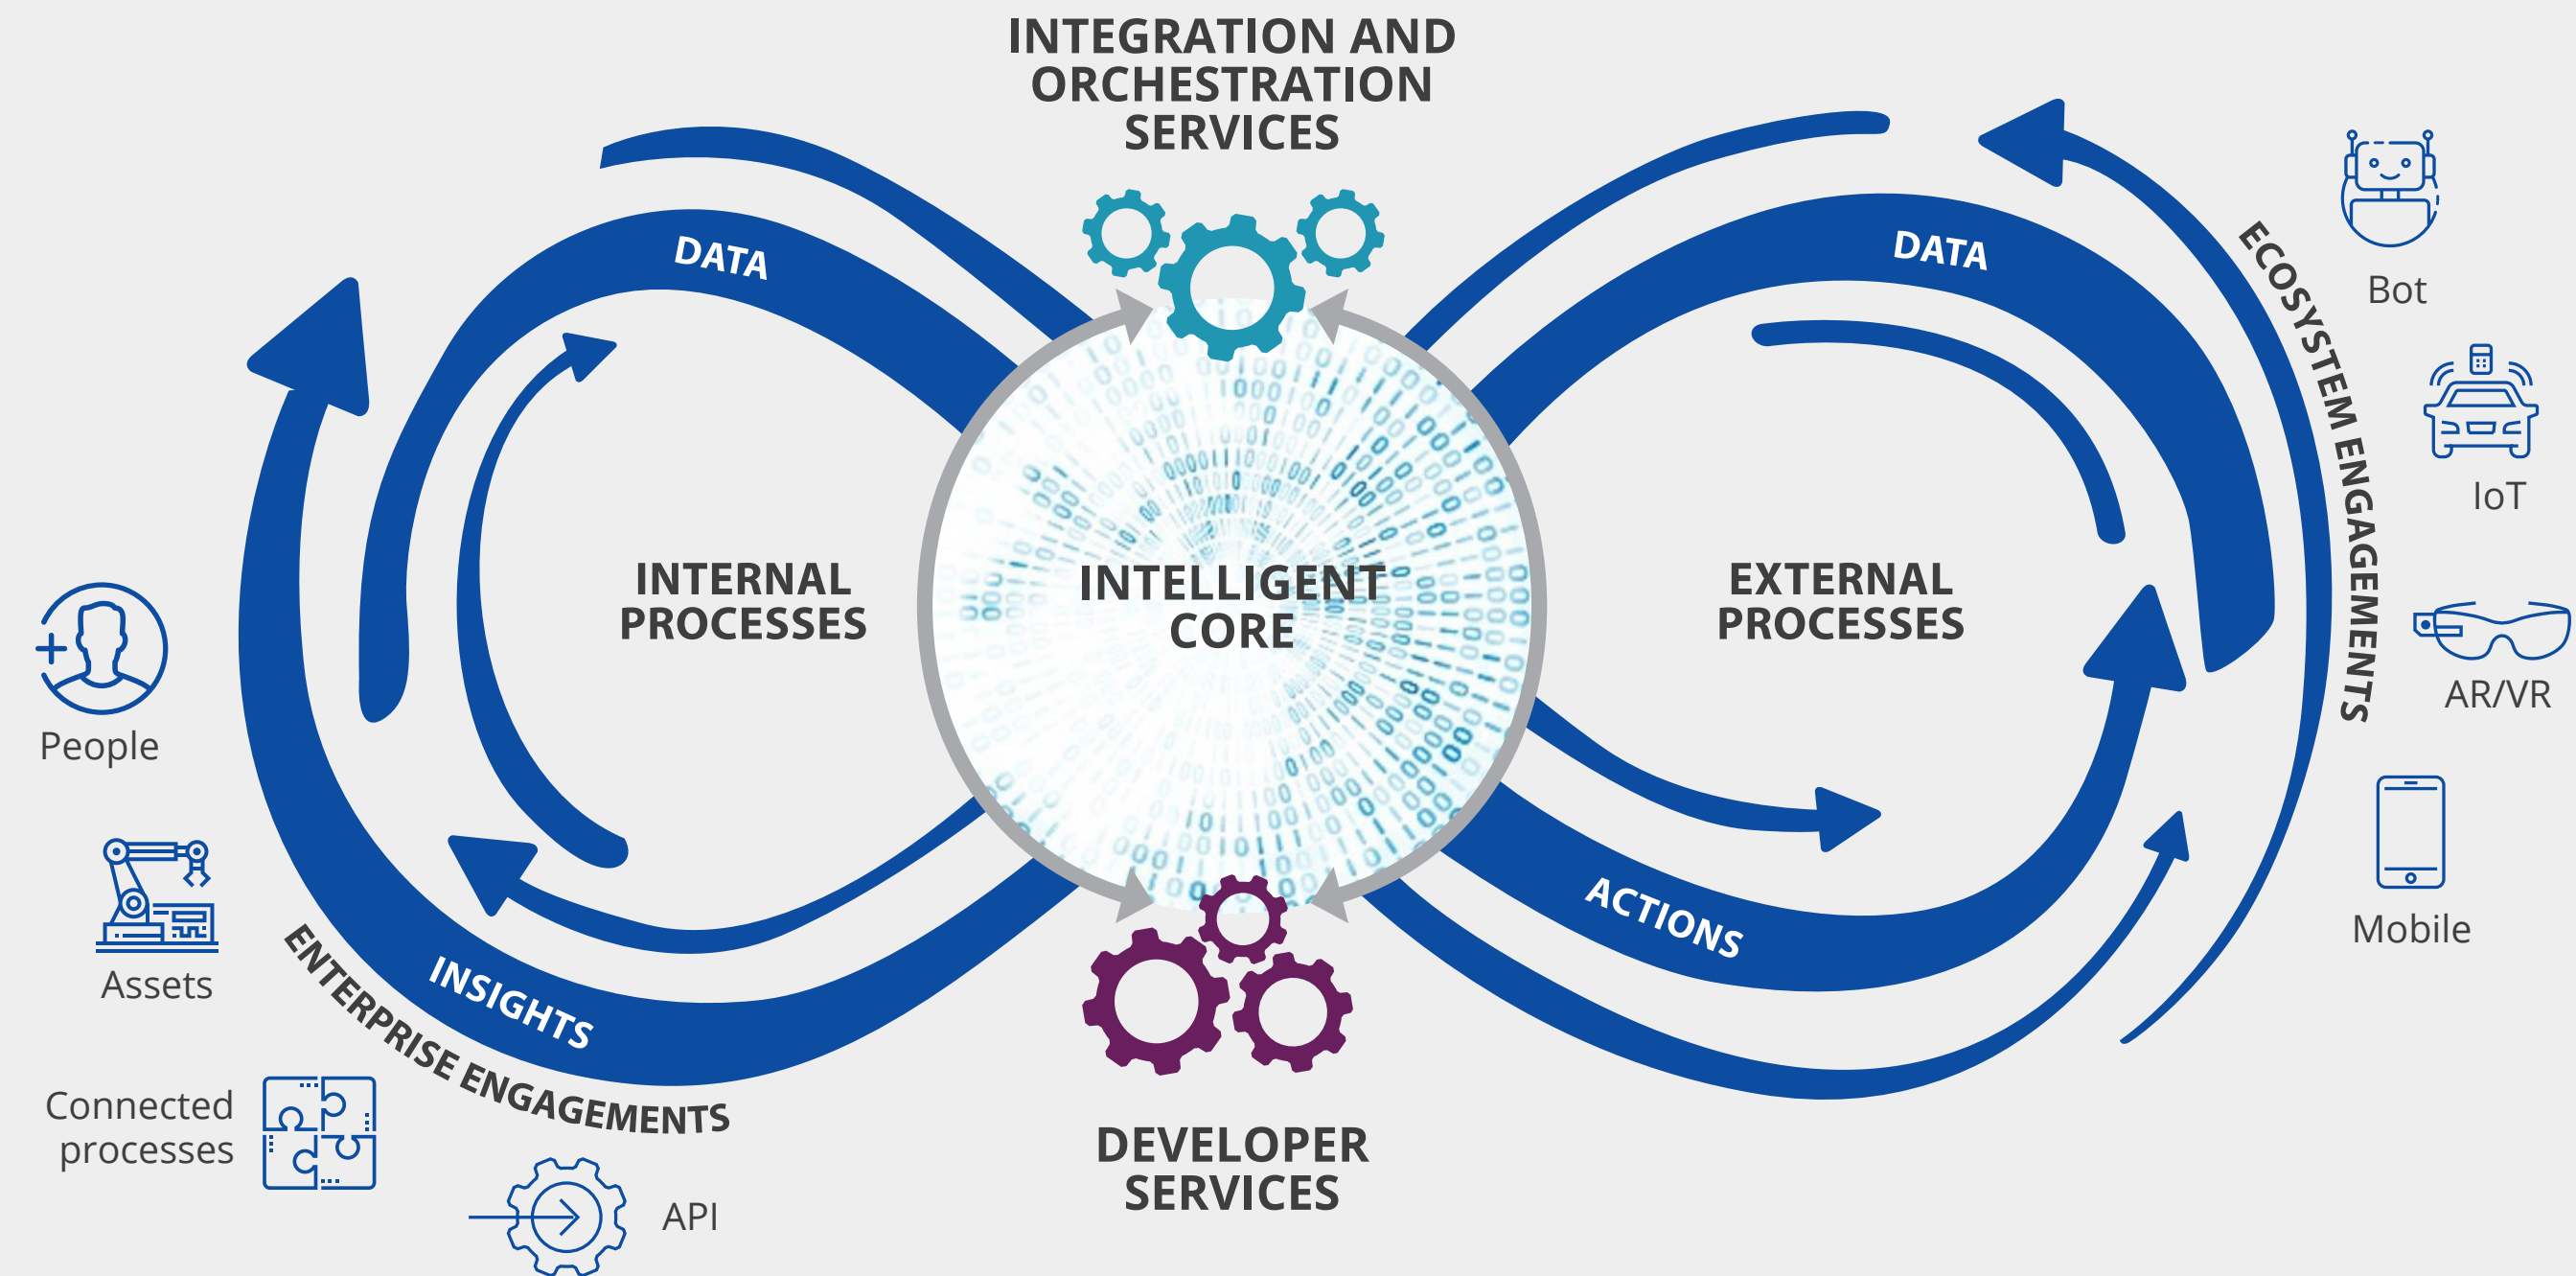 INTEGRATION AND
ORCHESTRATION
SERVICES
DATA
DATA
ECOSYSTEM ENGAGEMENTS
Bot
IoT
AR/VR
Mobile
INTERNAL
PROCESSES
INTELLIGENT
CORE
EXTERNAL
PROCESSES
People
Assets
Connected
processes
API
ENTERPRISE ENGAGEMENTS
INSIGHTS
ACTIONS
DEVELOPER
SERVICES